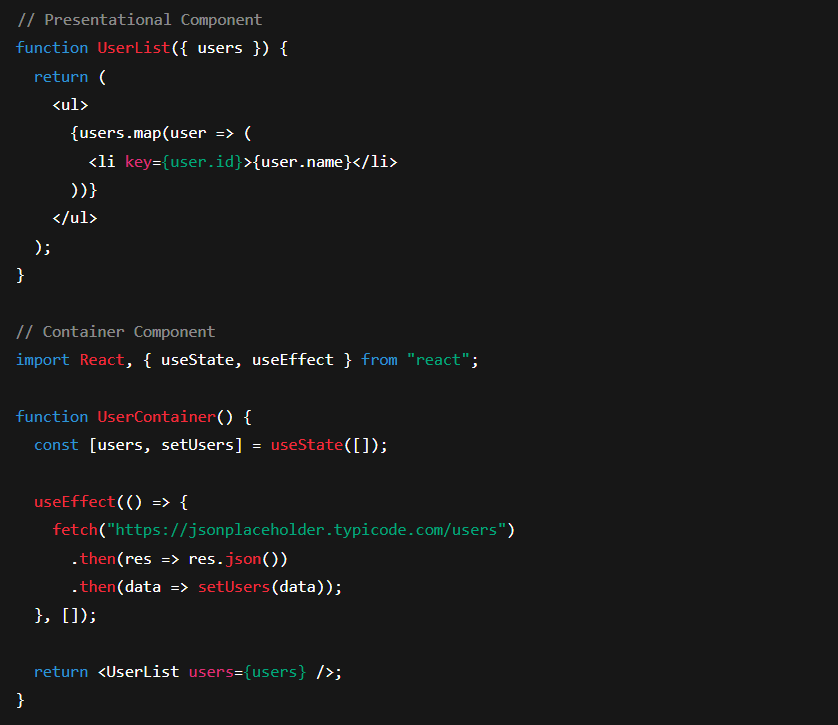 // Presentational Component
function UserList({ users }) {
  return (
    <ul>
      {users.map(user => (
        <li key={user.id}>{user.name}</li>
      ))}
    </ul>
  );
}

// Container Component
import React, { useState, useEffect } from "react";

function UserContainer() {
  const [users, setUsers] = useState([]);

  useEffect(() => {
    fetch("https://jsonplaceholder.typicode.com/users")
      .then(res => res.json())
      .then(data => setUsers(data));
  }, []);

  return <UserList users={users} />;
}